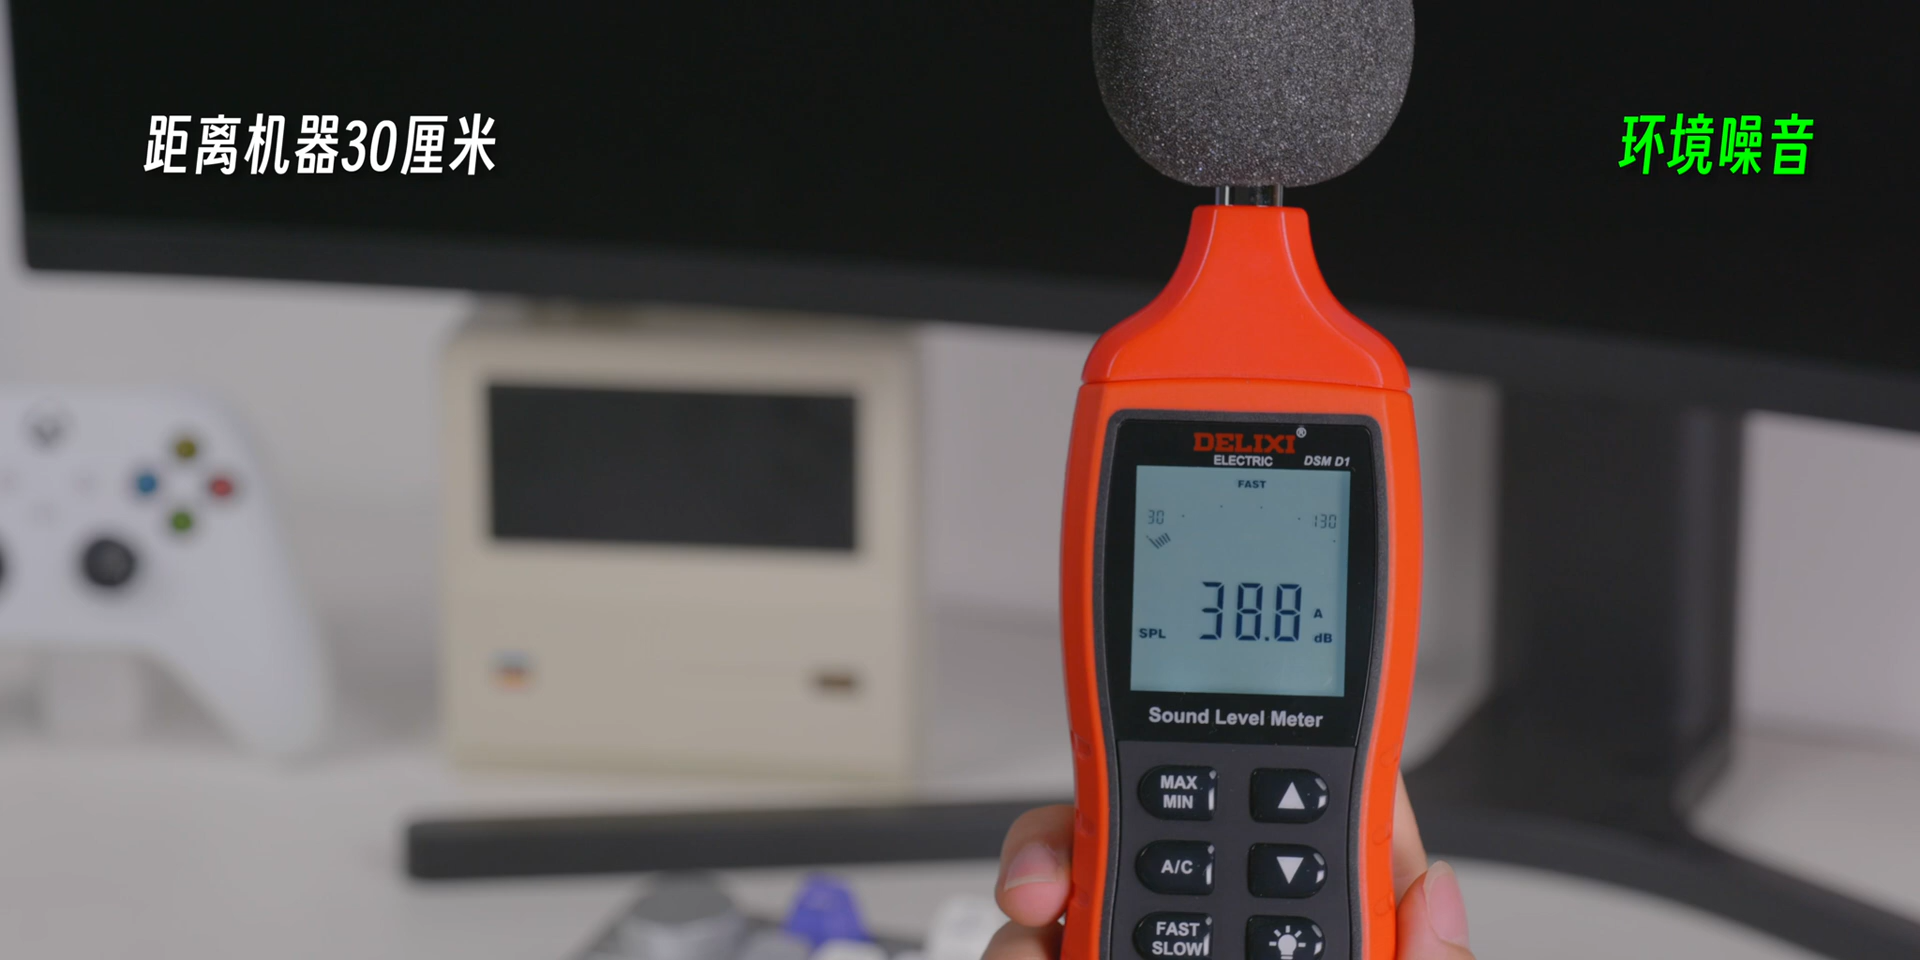 距离机器30厘米
环境噪音
DELIXI®
ELECTRIC
DSM D1
FAST
30
130
38.8
A
SPL
dB
Sound Level Meter
MAX
MIN
▲
A/C
▼
FAST
SLOW